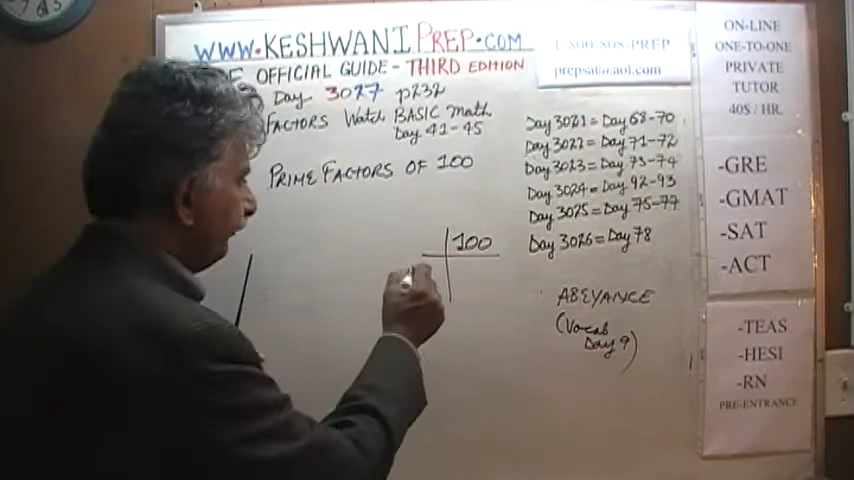 WWW.KESHWANIPREP.COM
OFFICIAL GUIDE - THIRD EDITION
Day 3027 p232
FACTORS Watch BASIC Math
Day 41-45
PRIME FACTORS OF 100
100
1-800-SOS-PREP
prepsat@aol.com
Day 3021 = Day 68-70
Day 3022 = Day 71-72
Day 3023 = Day 73-74
Day 3024 = Day 92-93
Day 3025 = Day 75-77
Day 3026 = Day 78
ABEYANCE
(Vocab
Day 9)
ON-LINE
ONE-TO-ONE
PRIVATE
TUTOR
40$ / HR.
-GRE
-GMAT
-SAT
-ACT
-TEAS
-HESI
-RN
PRE-ENTRANCE